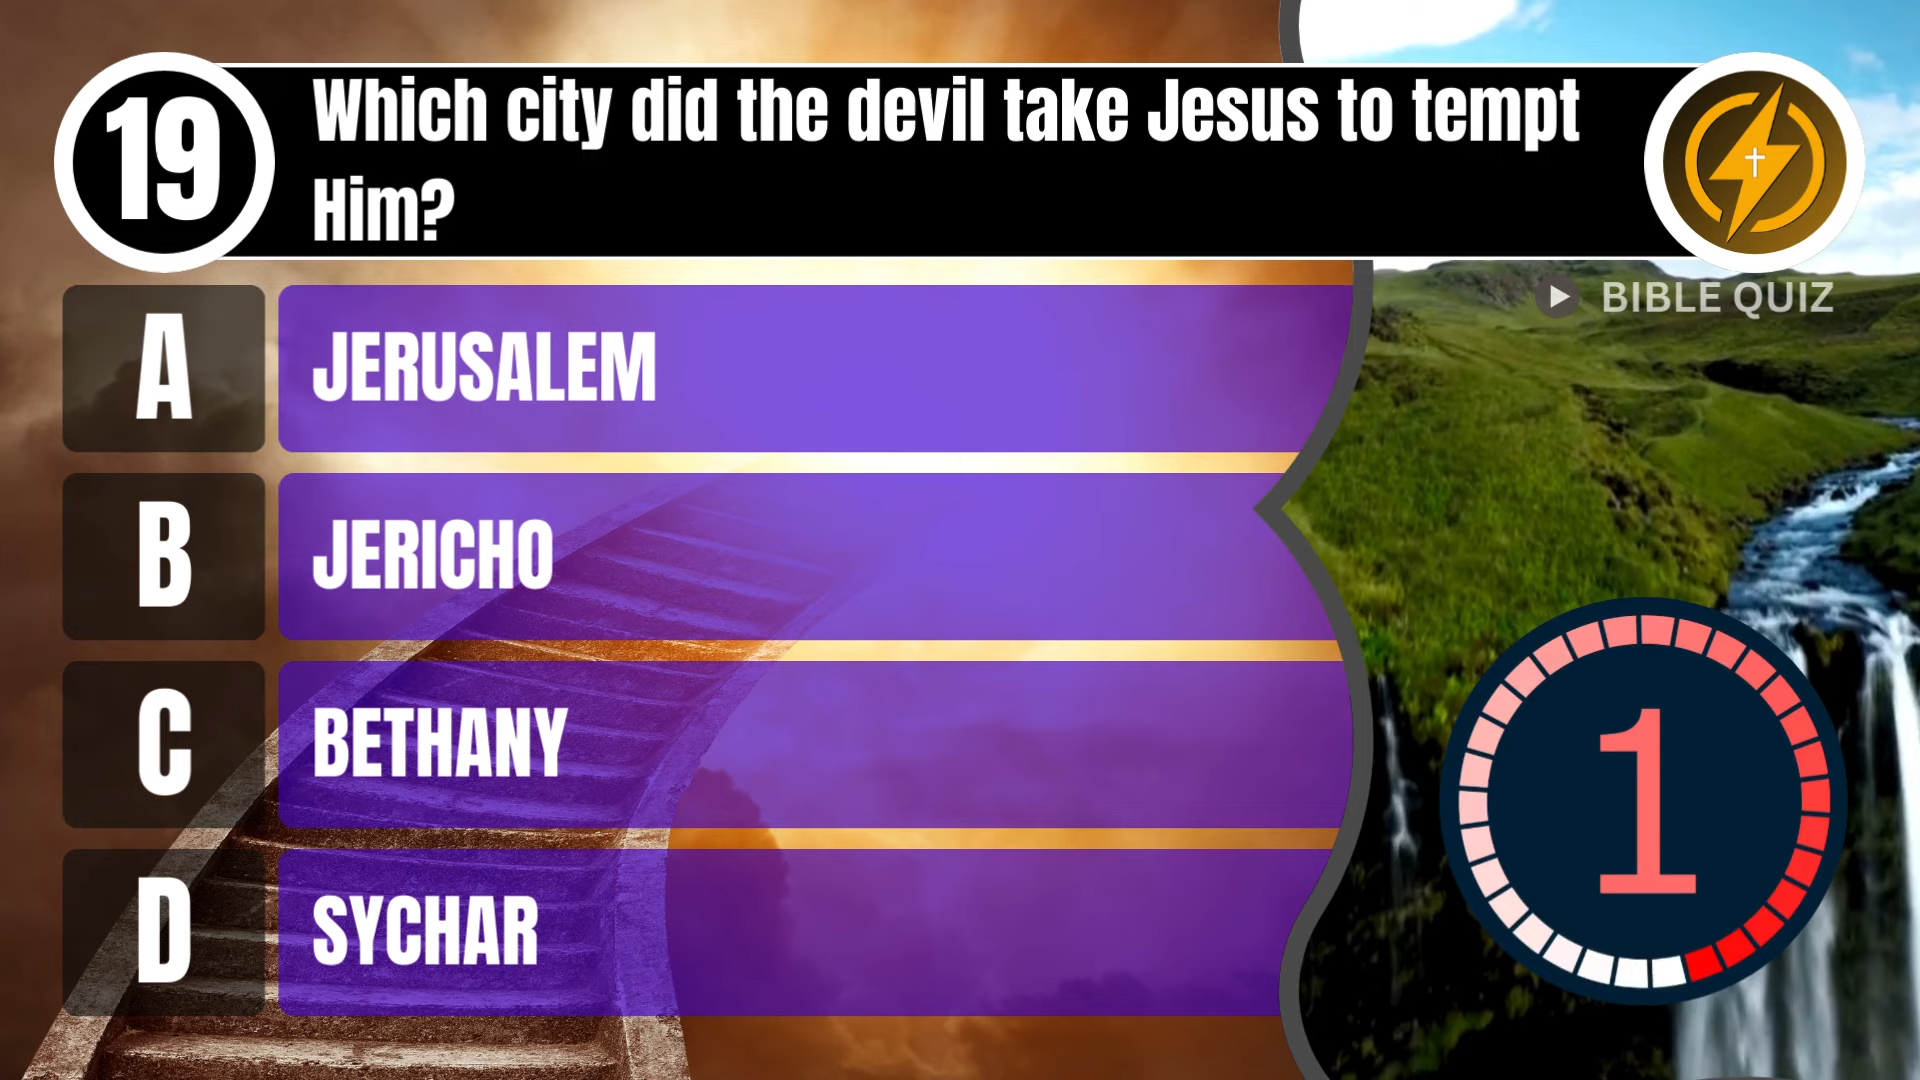 19
Which city did the devil take Jesus to tempt
Him?
BIBLE QUIZ
A
JERUSALEM
B
JERICHO
C
BETHANY
D
SYCHAR
1